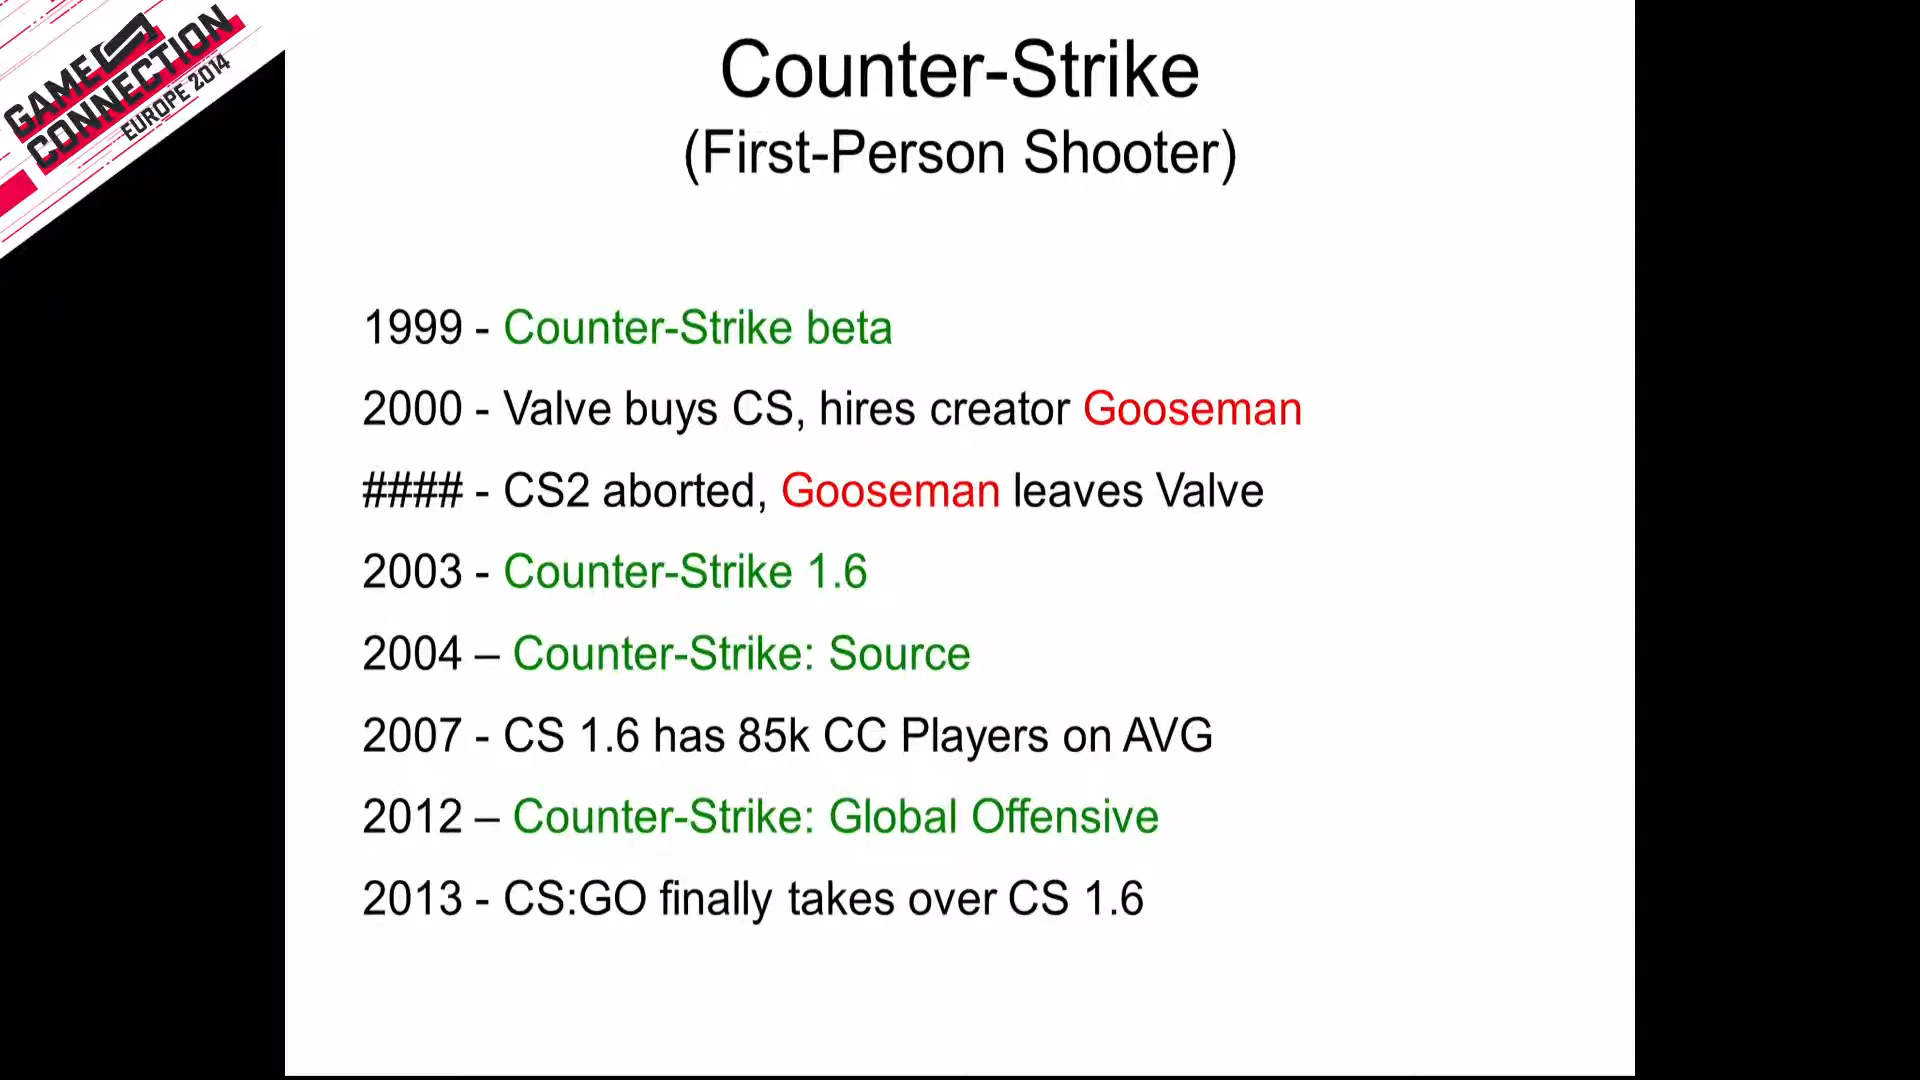 GAME
CONNECTION
EUROPE 2014
Counter-Strike
(First-Person Shooter)
1999 - Counter-Strike beta
2000 - Valve buys CS, hires creator Gooseman
#### - CS2 aborted, Gooseman leaves Valve
2003 - Counter-Strike 1.6
2004 – Counter-Strike: Source
2007 - CS 1.6 has 85k CC Players on AVG
2012 – Counter-Strike: Global Offensive
2013 - CS:GO finally takes over CS 1.6